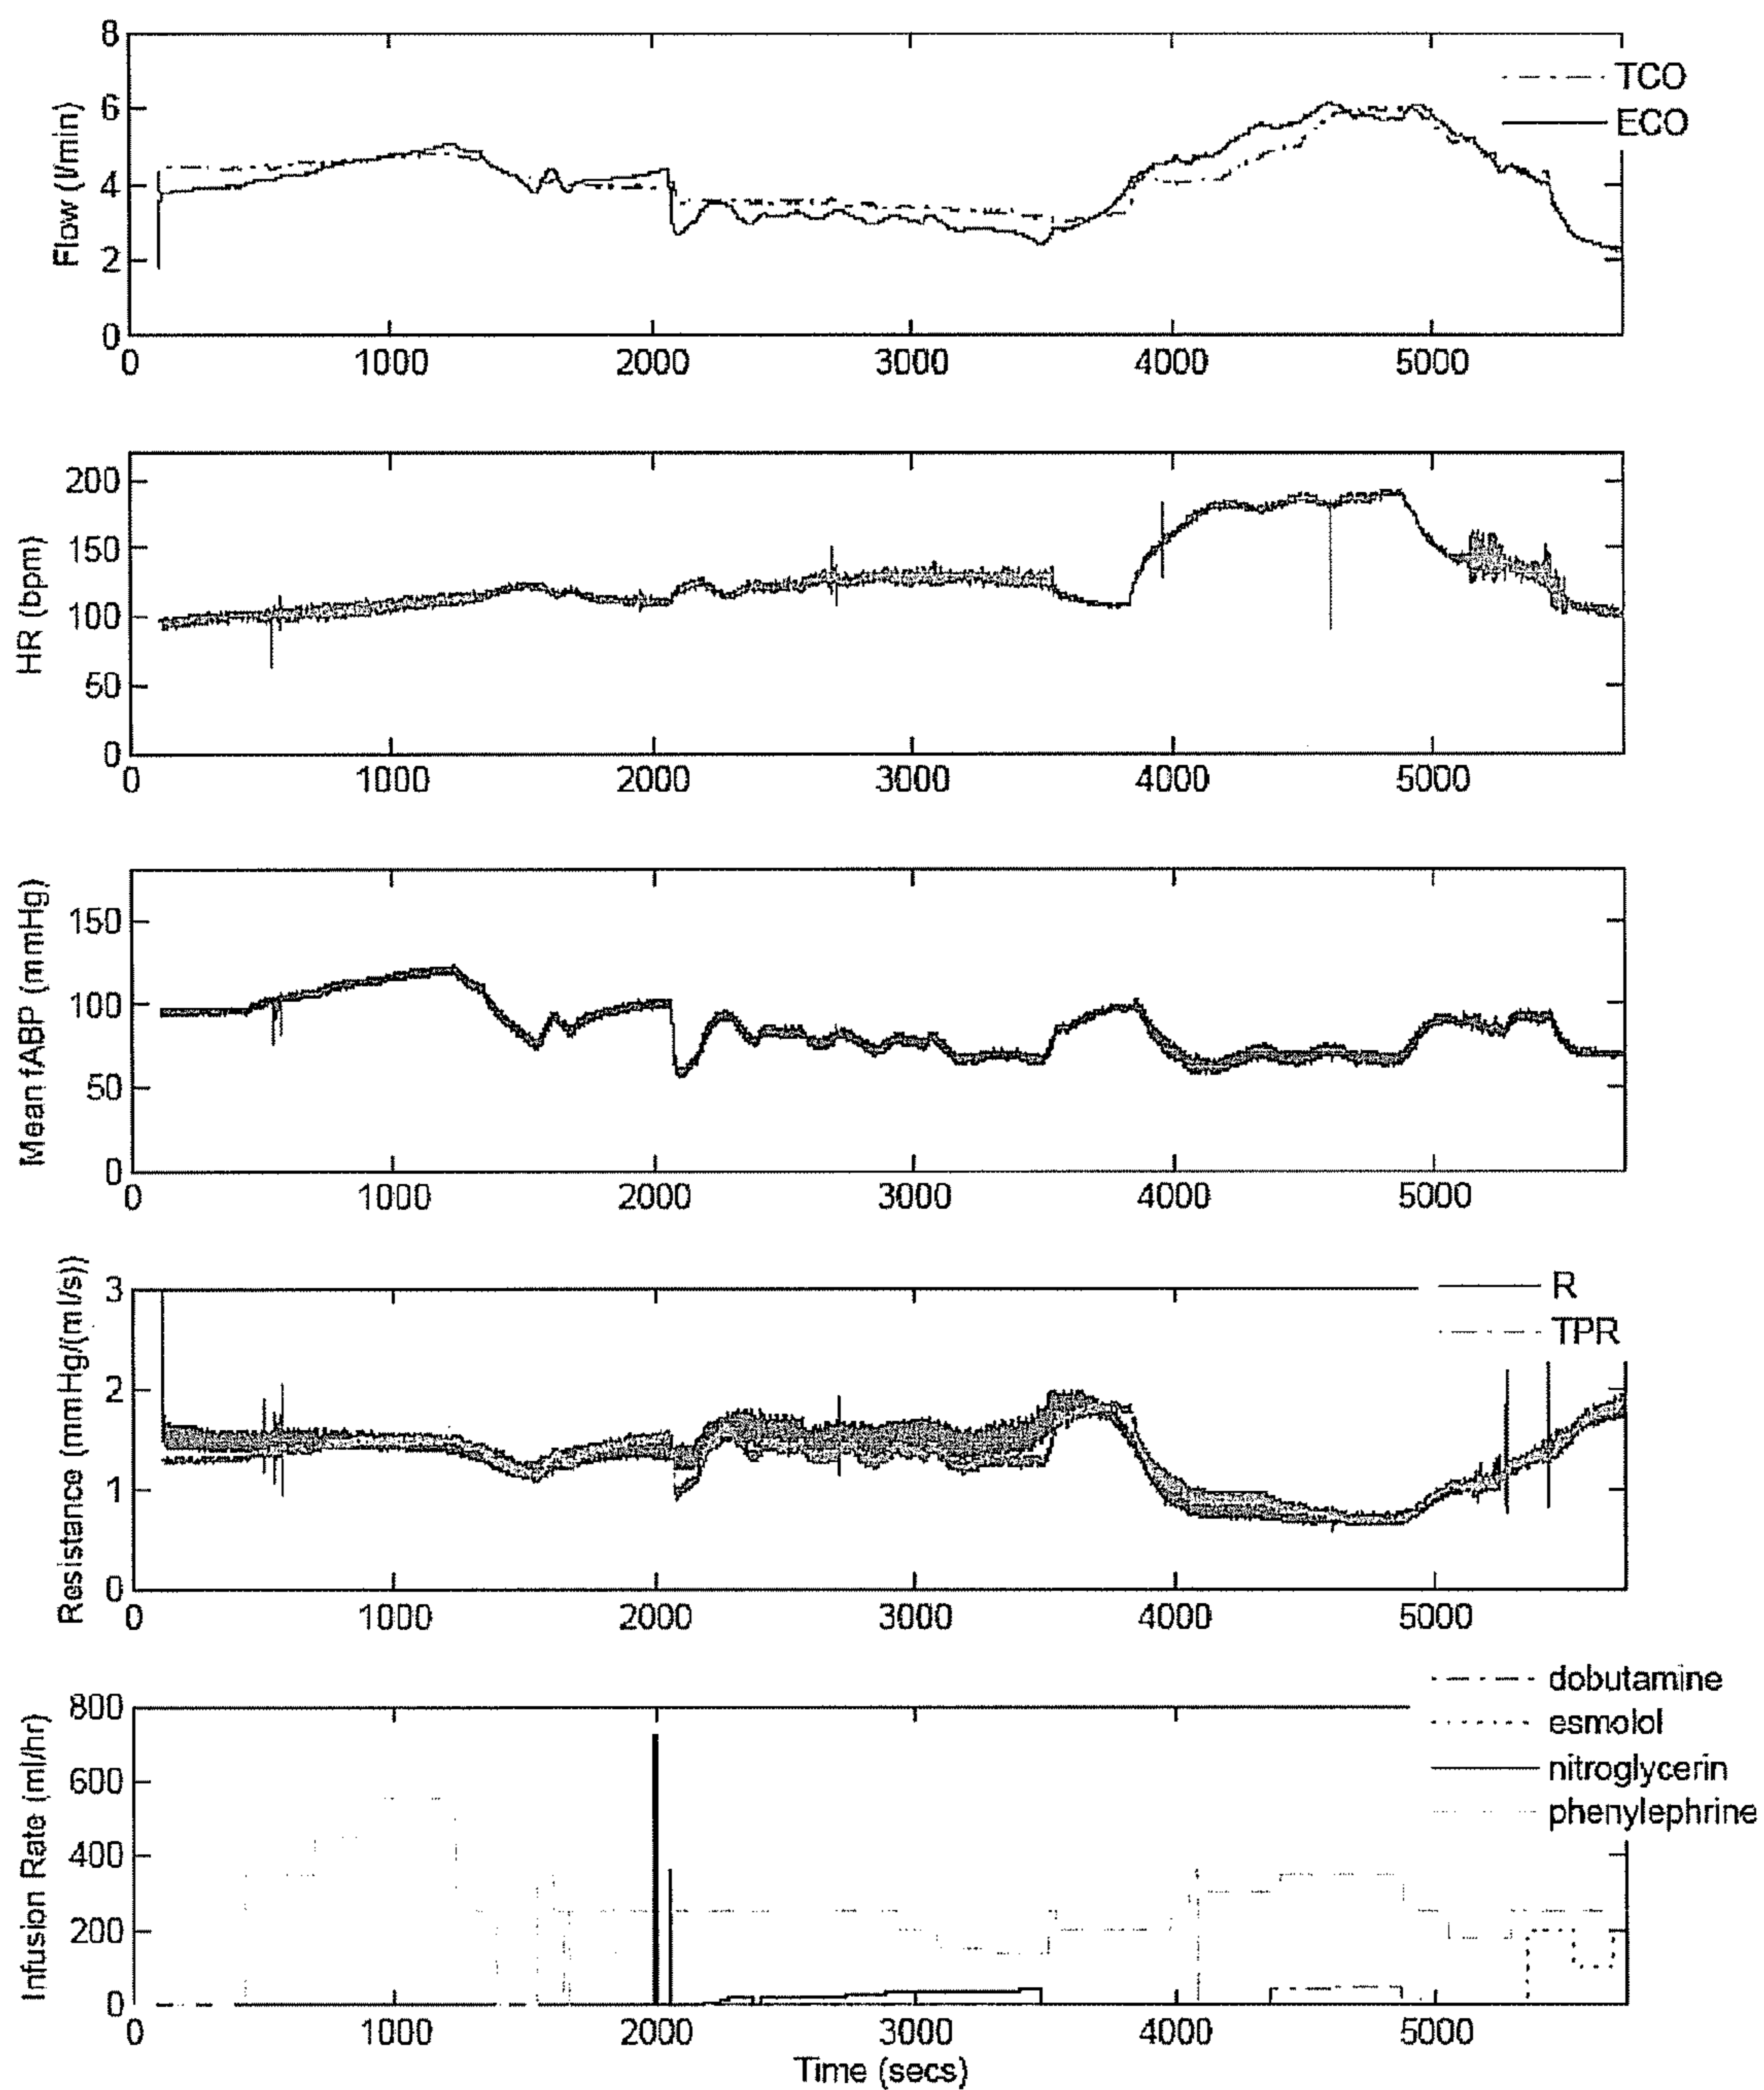 8
6
4
2
0
Flow (l/min)
TCO
ECO
0 1000 2000 3000 4000 5000
200
150
100
50
0
HR (bpm)
0 1000 2000 3000 4000 5000
150
100
50
0
Mean fABP (mmHg)
0 1000 2000 3000 4000 5000
3
2
1
0
Resistance (mmHg/(ml/s))
R
TPR
0 1000 2000 3000 4000 5000
800
600
400
200
0
Infusion Rate (ml/hr)
dobutamine
esmolol
nitroglycerin
phenylephrine
0 1000 2000 3000 4000 5000
Time (secs)